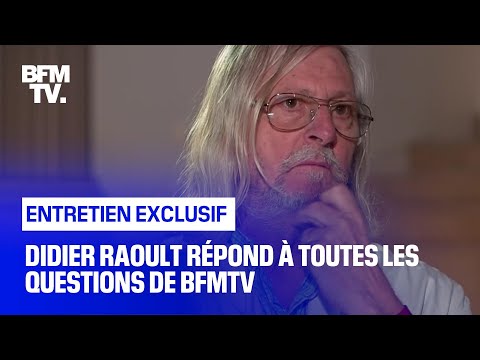 BFM
TV.
ENTRETIEN EXCLUSIF
DIDIER RAOULT RÉPOND À TOUTES LES
QUESTIONS DE BFMTV